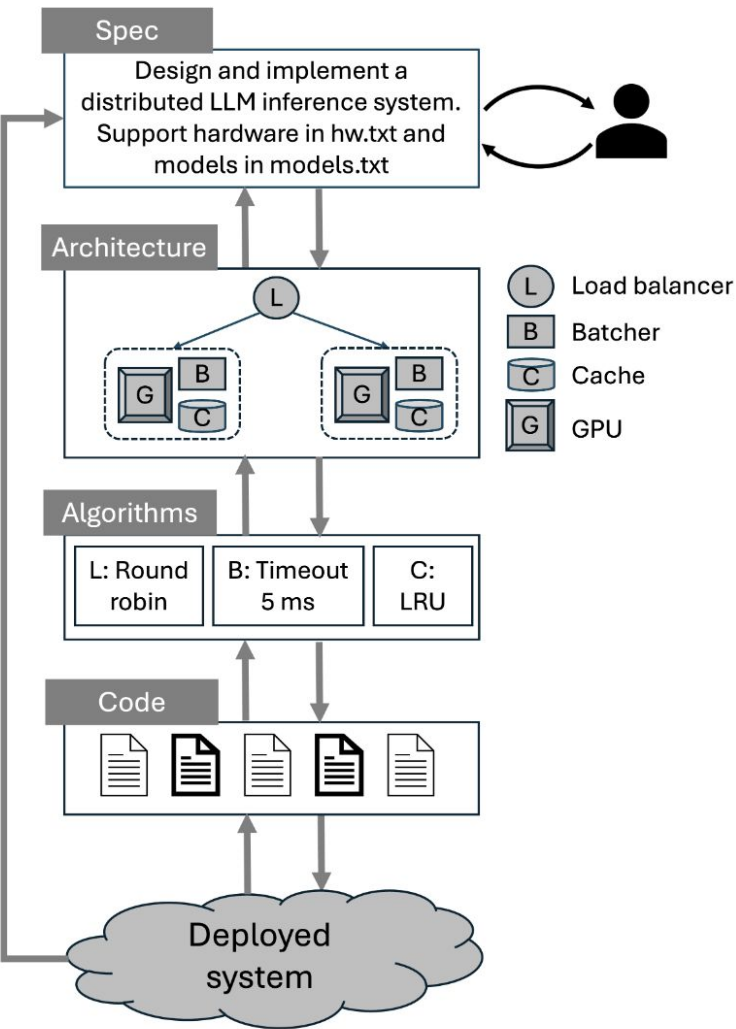 Spec
Design and implement a
distributed LLM inference system.
Support hardware in hw.txt and
models in models.txt
Architecture
L
G
B
C
G
B
C
L Load balancer
B Batcher
C Cache
G GPU
Algorithms
L: Round
robin
B: Timeout
5 ms
C:
LRU
Code
Deployed
system